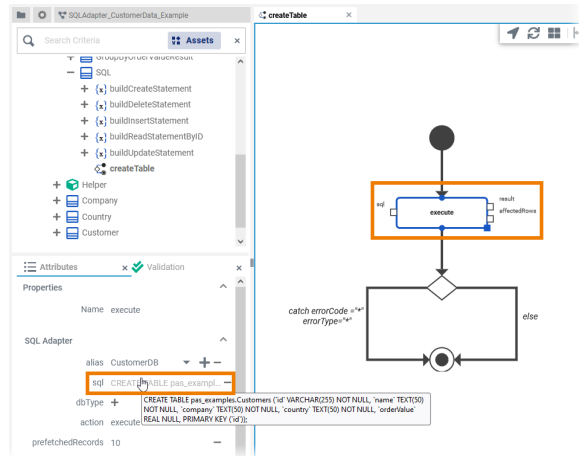 SQLAdapter_CustomerData_Example
createTable ×
Search Criteria
Assets ×
GroupByOrderValueResult
SQL
{x} buildCreateStatement
{x} buildDeleteStatement
{x} buildInsertStatement
{x} buildReadStatementByID
{x} buildUpdateStatement
createTable
Helper
Company
Country
Customer
sql
execute
result
affectedRows
catch errorCode ="*"
errorType="*"
else
Attributes ×
Validation ×
Properties
Name execute
SQL Adapter
alias CustomerDB
sql CREATE TABLE pas_exampl...
dbType
action execute
prefetchedRecords 10
CREATE TABLE pas_examples.Customers (`id` VARCHAR(255) NOT NULL, `name` TEXT(50)
NOT NULL, `company` TEXT(50) NOT NULL, `country` TEXT(50) NOT NULL, `orderValue`
REAL NULL, PRIMARY KEY (`id`));